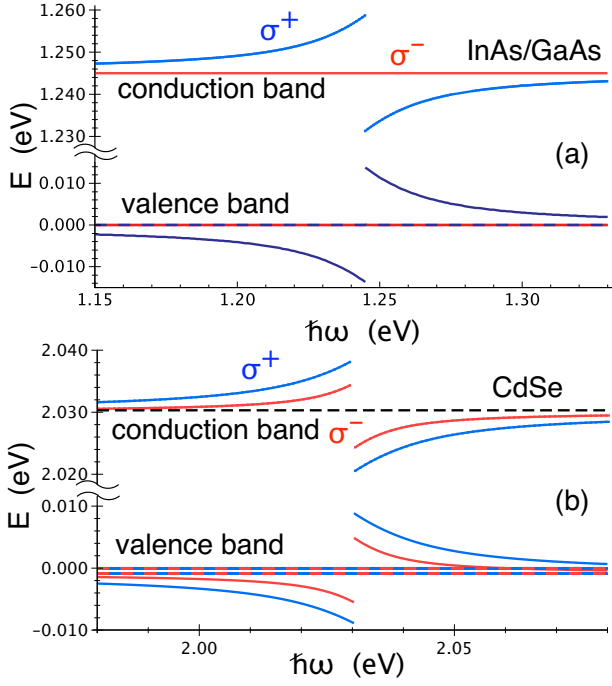 1.260
σ+
1.250
InAs/GaAs
σ−
1.240
conduction band
1.230
E (eV)
(a)
0.010
valence band
0.000
−0.010
1.15 1.20 1.25 1.30
ħω (eV)
2.040
σ+
CdSe
2.030
conduction band σ−
2.020
E (eV)
0.010
(b)
valence band
0.000
−0.010
2.00 2.05
ħω (eV)